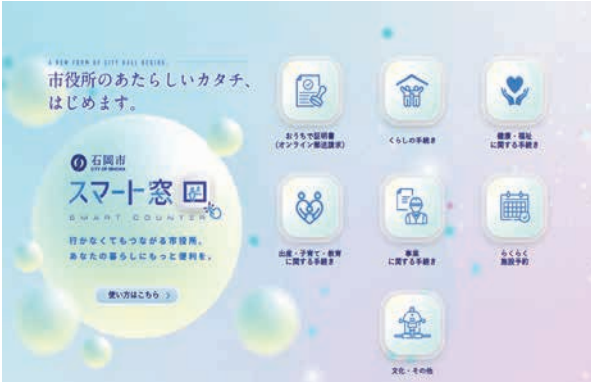 A NEW FORM OF CITY HALL BEGINS.
市役所のあたらしいカタチ、
はじめます。
石岡市
CITY OF ISHIOKA
スマート窓口
SMART COUNTER
行かなくてもつながる市役所。
あなたの暮らしにもっと便利を。
使い方はこちら
おうちで証明書
(オンライン郵送請求)
くらしの手続き
健康・福祉
に関する手続き
出産・子育て・教育
に関する手続き
事業
に関する手続き
らくらく
施設予約
文化・その他